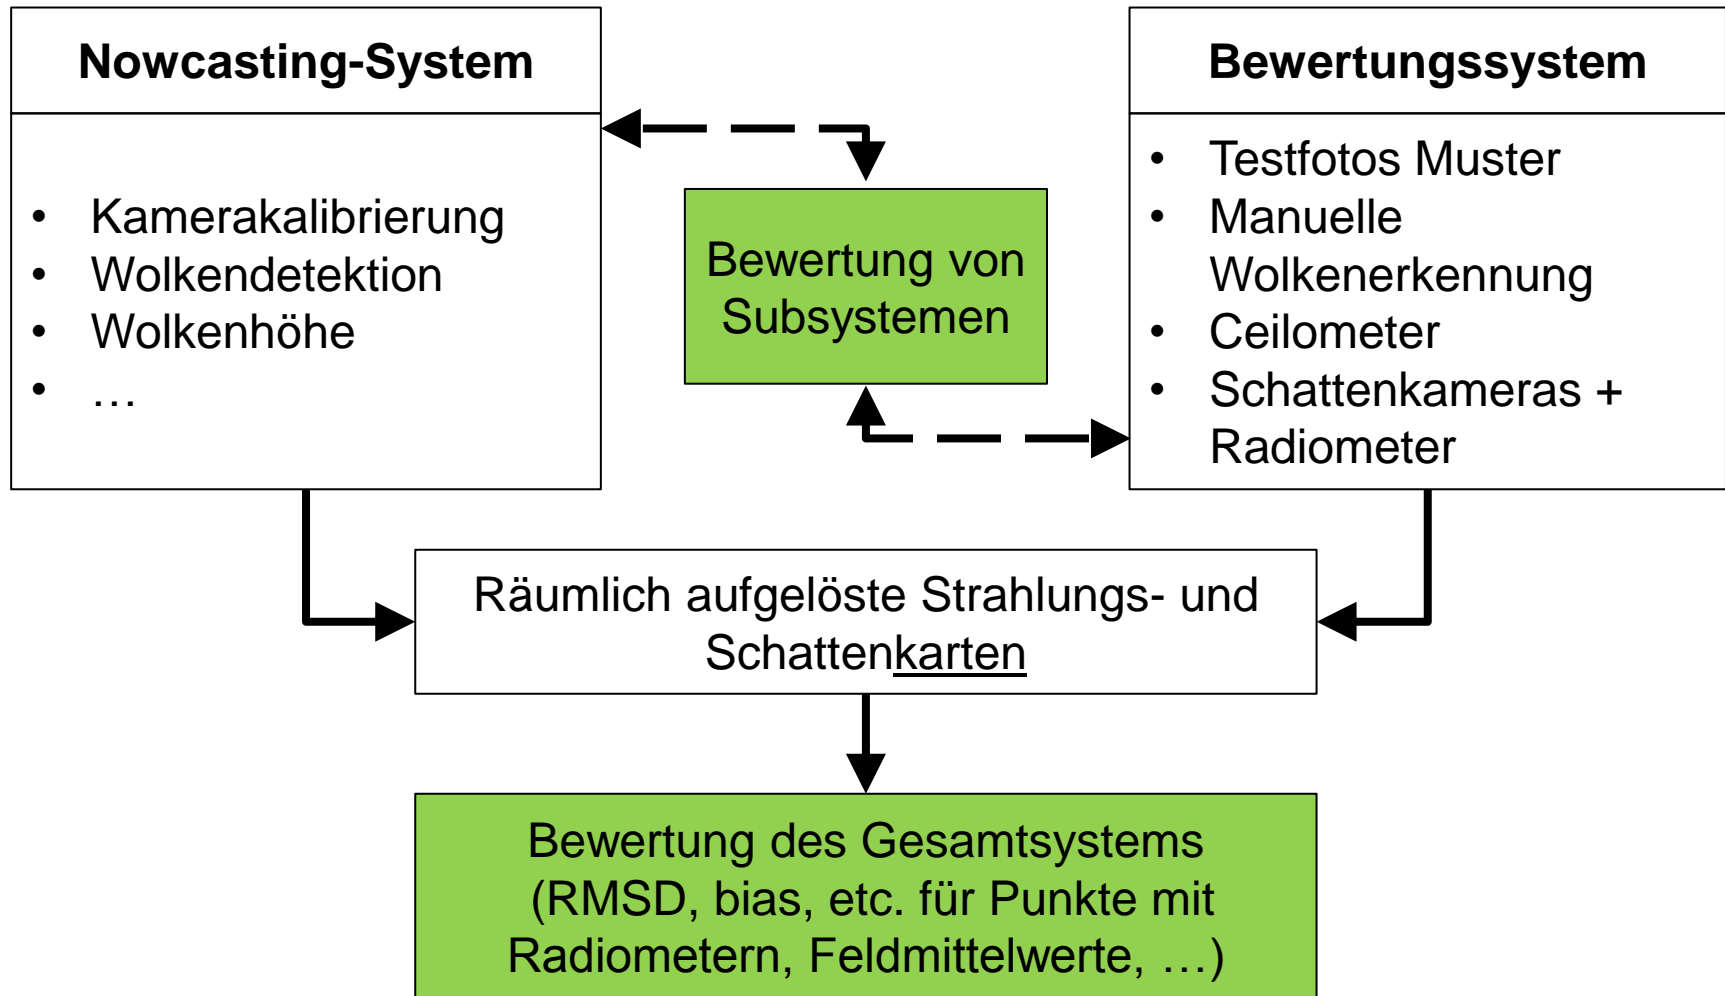 Nowcasting-System
• Kamerakalibrierung
• Wolkendetektion
• Wolkenhöhe
• …
Bewertung von
Subsystemen
Bewertungssystem
• Testfotos Muster
• Manuelle
Wolkenerkennung
• Ceilometer
• Schattenkameras +
Radiometer
Räumlich aufgelöste Strahlungs- und
Schattenkarten
Bewertung des Gesamtsystems
(RMSD, bias, etc. für Punkte mit
Radiometern, Feldmittelwerte, …)